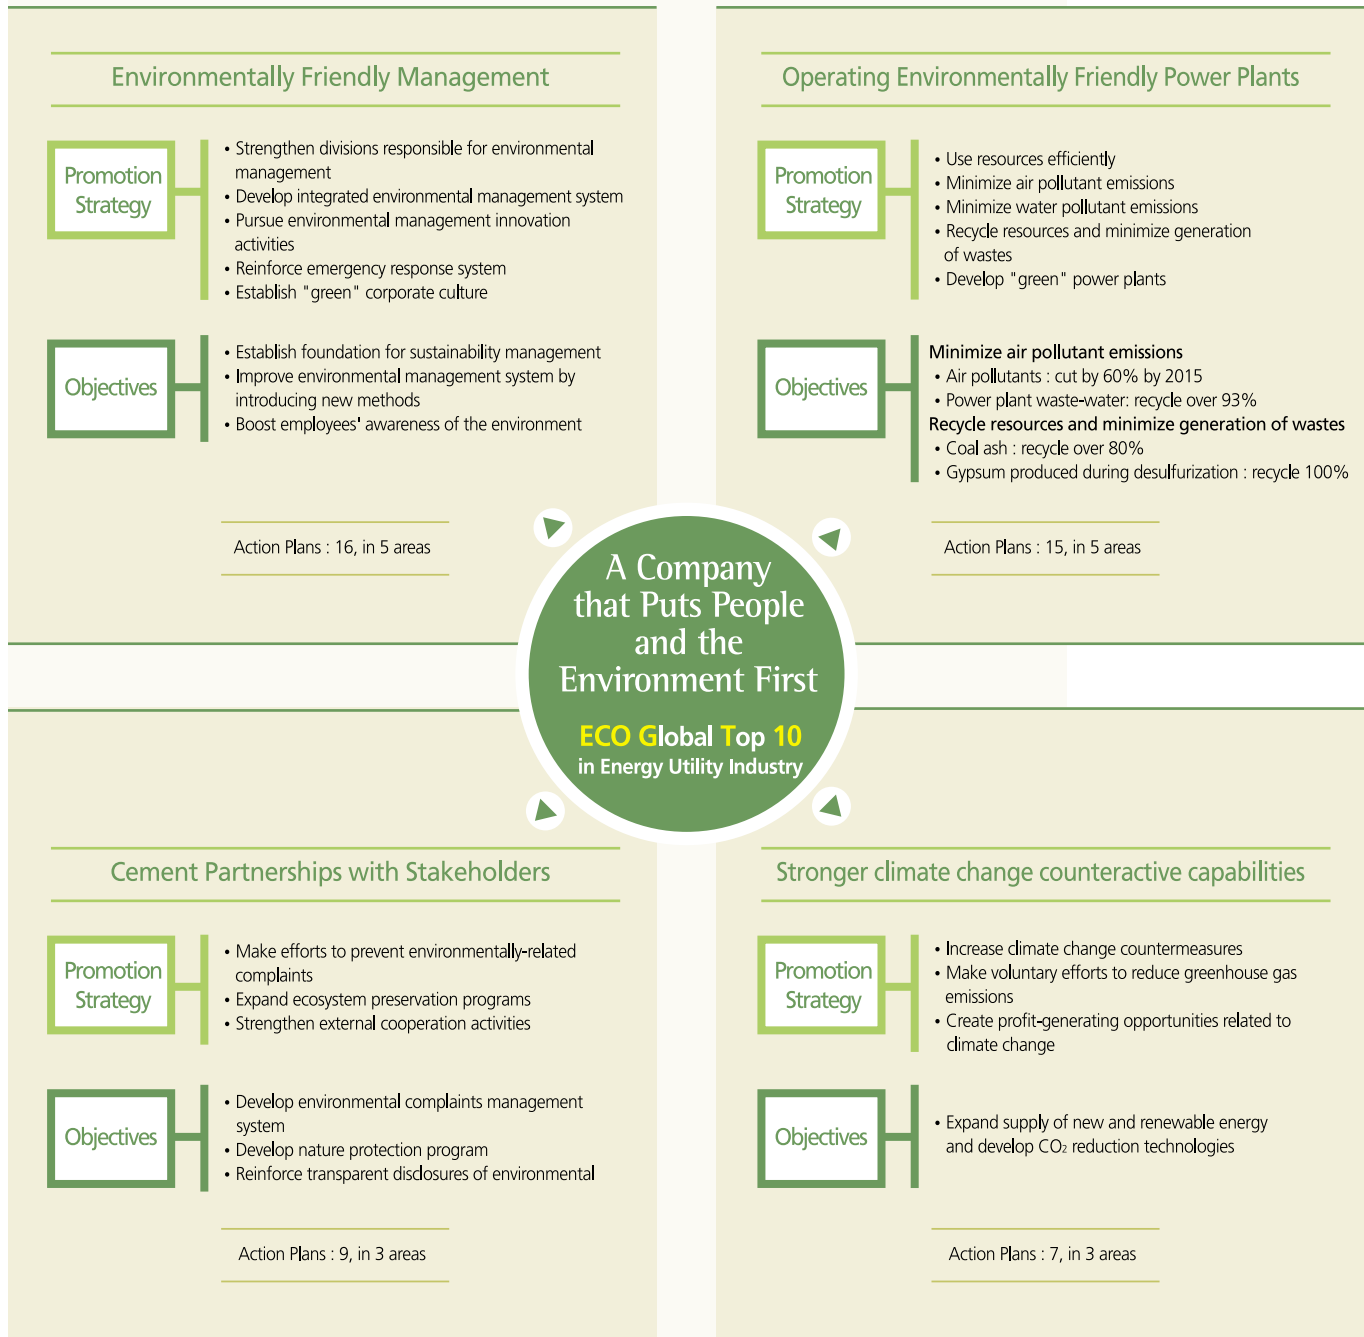 Environmentally Friendly Management
Promotion
Strategy
• Strengthen divisions responsible for environmental
management
• Develop integrated environmental management system
• Pursue environmental management innovation
activities
• Reinforce emergency response system
• Establish "green" corporate culture
Objectives
• Establish foundation for sustainability management
• Improve environmental management system by
introducing new methods
• Boost employees' awareness of the environment
Action Plans : 16, in 5 areas
Operating Environmentally Friendly Power Plants
Promotion
Strategy
• Use resources efficiently
• Minimize air pollutant emissions
• Minimize water pollutant emissions
• Recycle resources and minimize generation
of wastes
• Develop "green" power plants
Objectives
Minimize air pollutant emissions
• Air pollutants : cut by 60% by 2015
• Power plant waste-water: recycle over 93%
Recycle resources and minimize generation of wastes
• Coal ash : recycle over 80%
• Gypsum produced during desulfurization : recycle 100%
Action Plans : 15, in 5 areas
A Company
that Puts People
and the
Environment First
ECO Global Top 10
in Energy Utility Industry
Cement Partnerships with Stakeholders
Promotion
Strategy
• Make efforts to prevent environmentally-related
complaints
• Expand ecosystem preservation programs
• Strengthen external cooperation activities
Objectives
• Develop environmental complaints management
system
• Develop nature protection program
• Reinforce transparent disclosures of environmental
Action Plans : 9, in 3 areas
Stronger climate change counteractive capabilities
Promotion
Strategy
• Increase climate change countermeasures
• Make voluntary efforts to reduce greenhouse gas
emissions
• Create profit-generating opportunities related to
climate change
Objectives
• Expand supply of new and renewable energy
and develop CO₂ reduction technologies
Action Plans : 7, in 3 areas